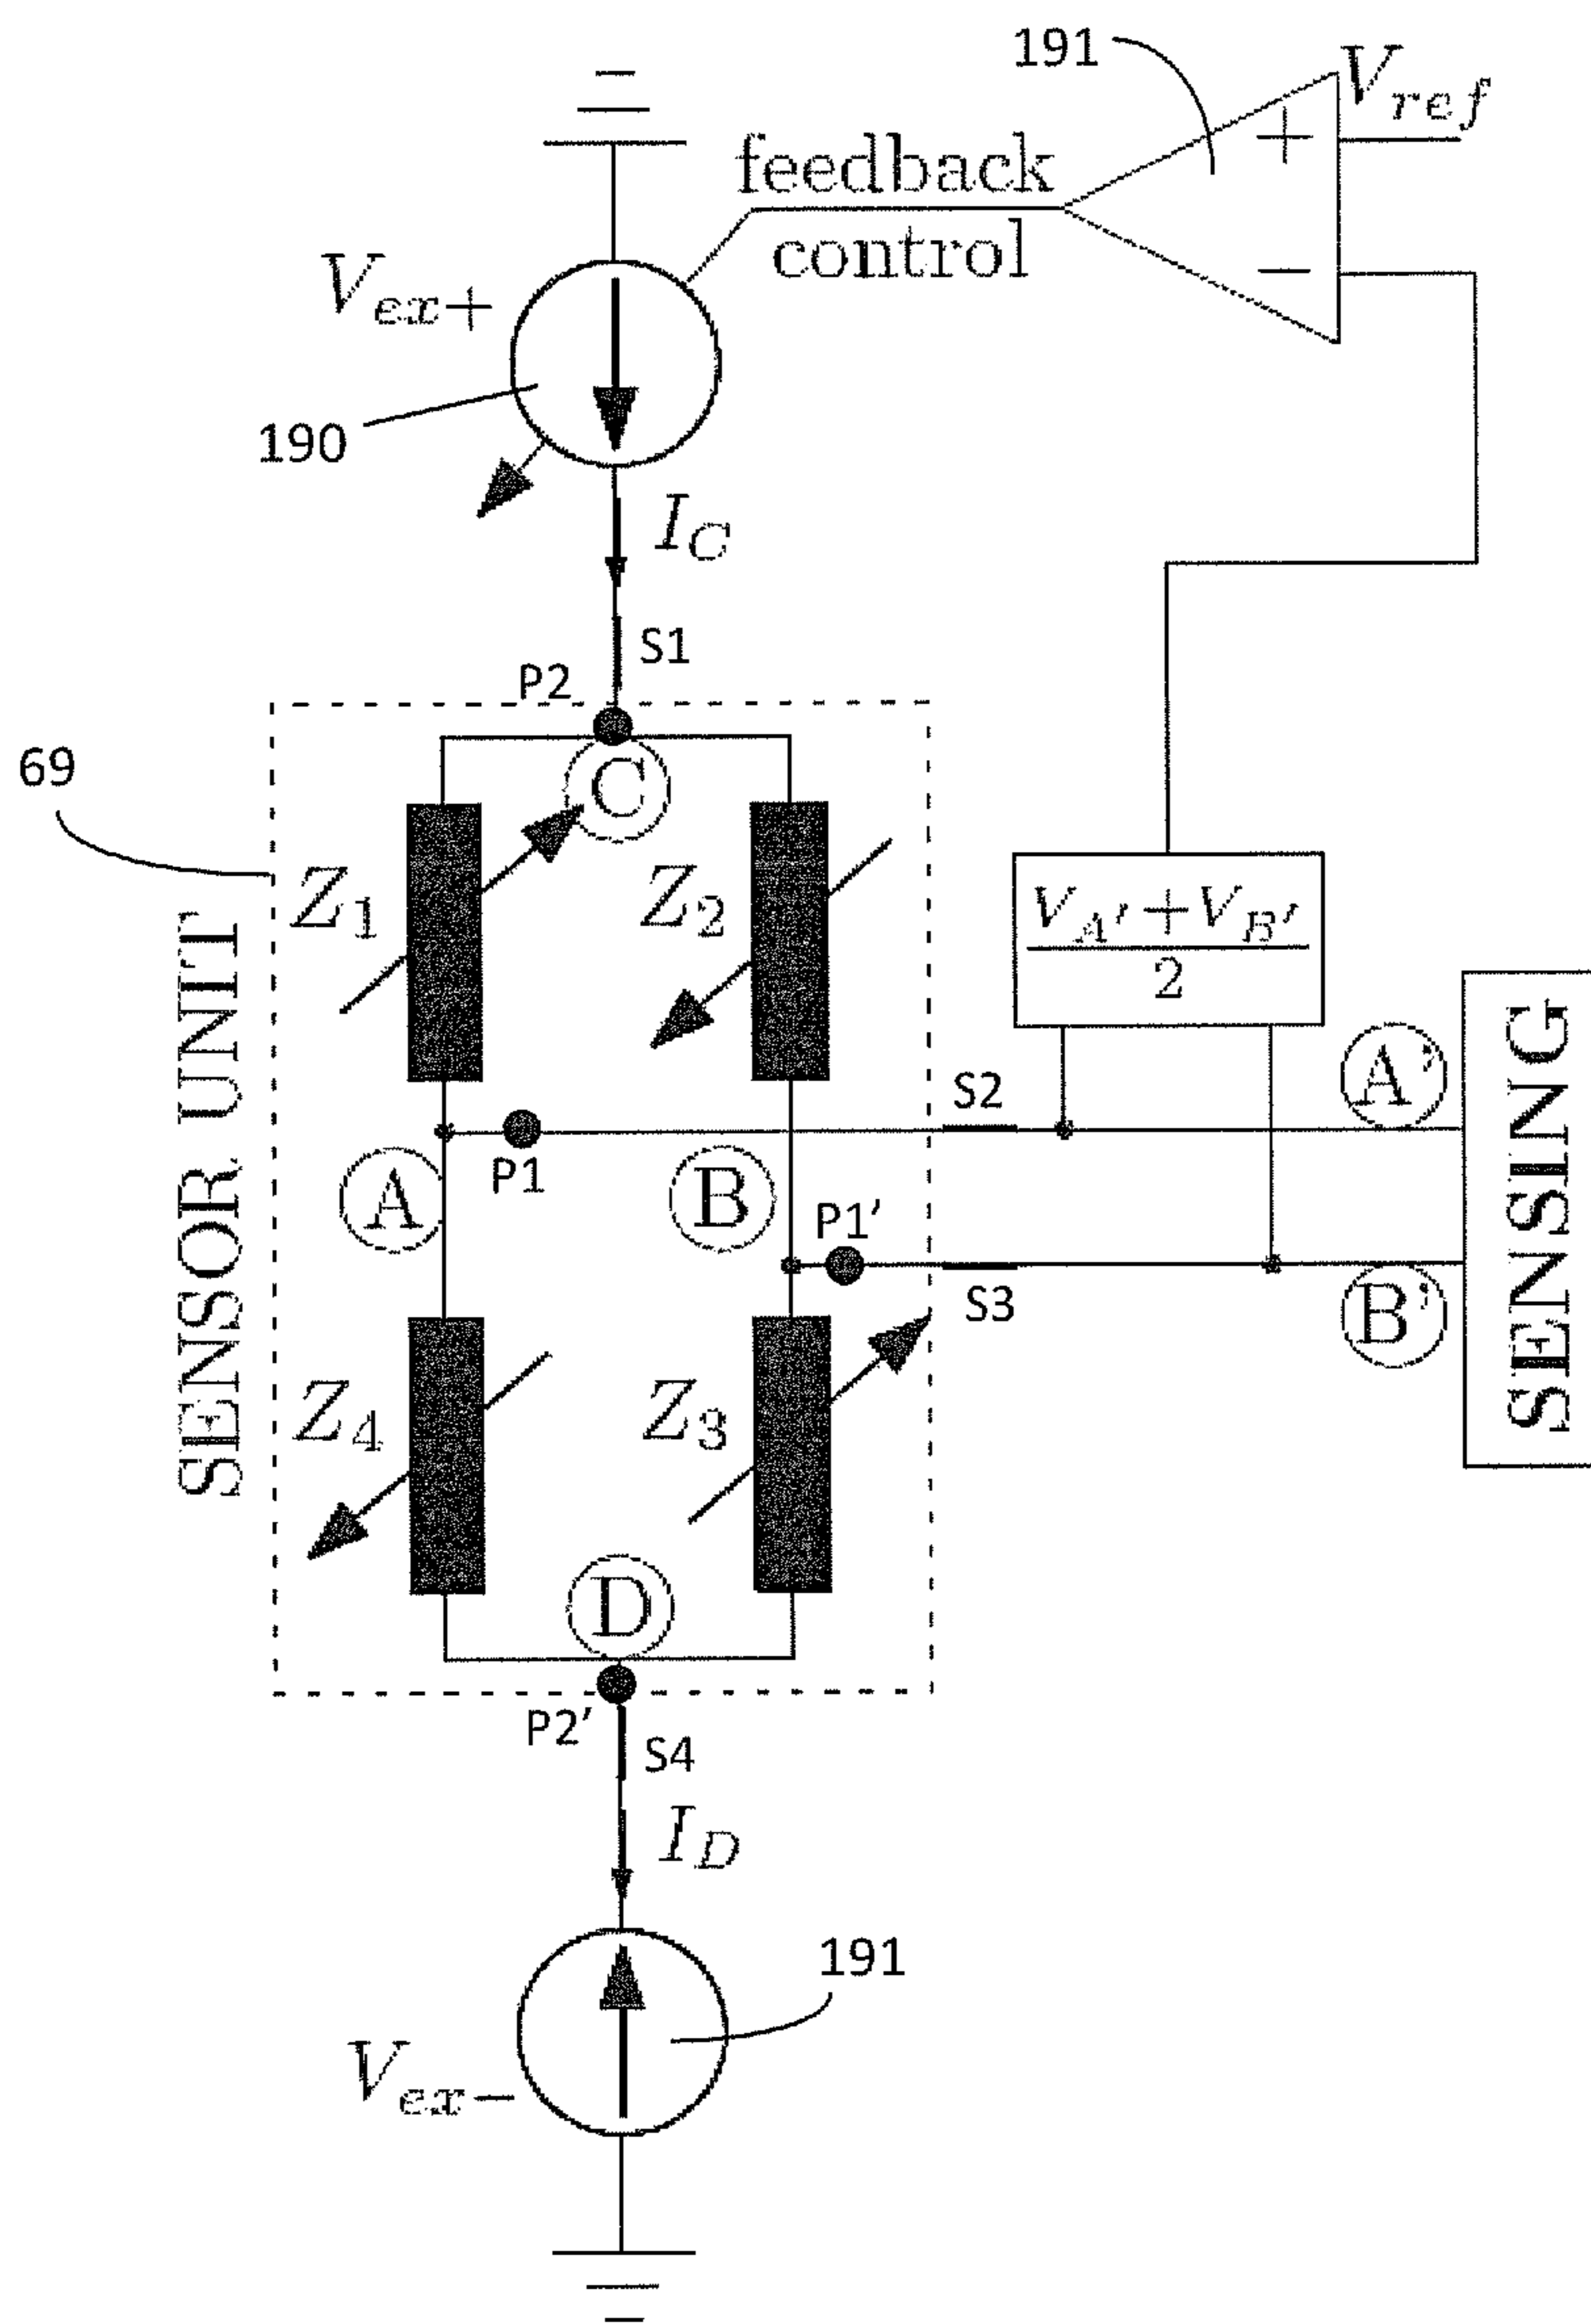 191
V_ref
+
feedback
control
−
V_ex+
190
I_C
S1
P2
C
69
Z_1
Z_2
V_A' + V_B'
2
SENSOR UNIT
S2
A'
A
P1
B
P1'
S3
B'
SENSING
Z_4
Z_3
D
P2'
S4
I_D
191
V_ex−